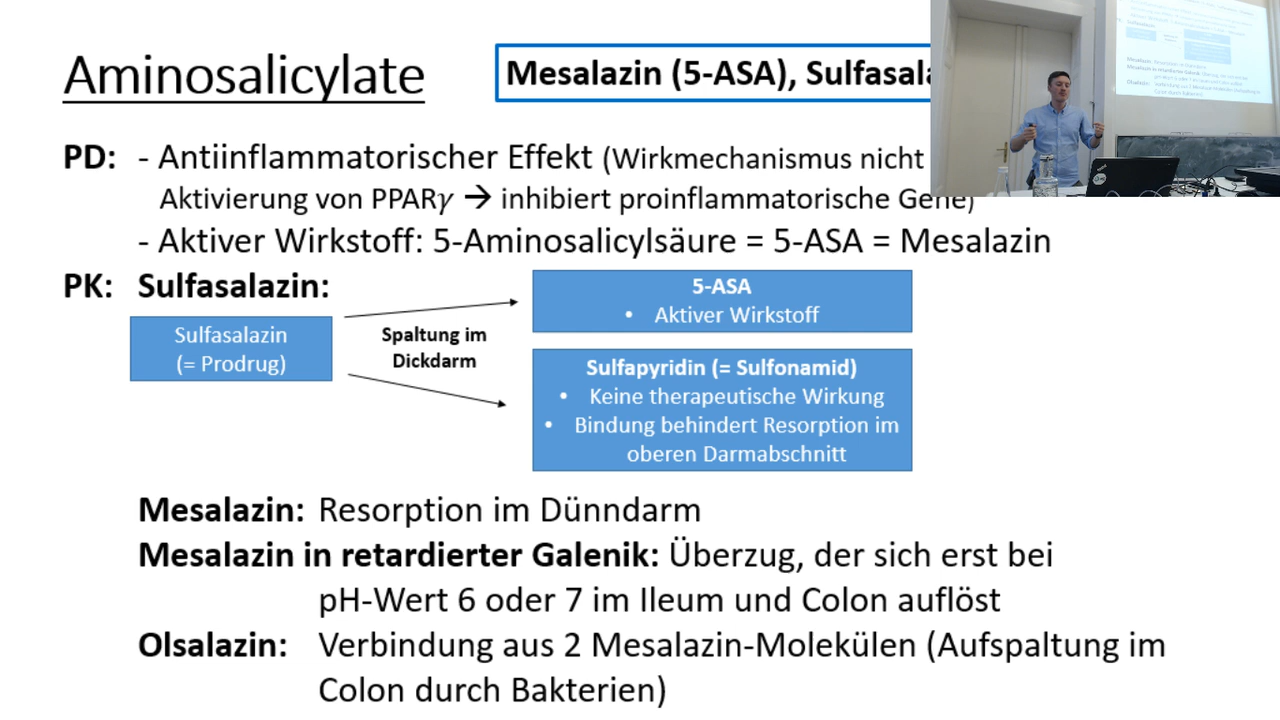 Aminosalicylate
Mesalazin (5-ASA),
PD: - Antiinflammatorischer Effekt (Wirkmechanismus nicht
Aktivierung von PPARγ → inhibiert proinflammatorische Gene)
- Aktiver Wirkstoff: 5-Aminosalicylsäure = 5-ASA = Mesalazin
PK: Sulfasalazin:
Sulfasalazin
(= Prodrug)
Spaltung im
Dickdarm
5-ASA
• Aktiver Wirkstoff
Sulfapyridin (= Sulfonamid)
• Keine therapeutische Wirkung
• Bindung behindert Resorption im
oberen Darmabschnitt
Mesalazin: Resorption im Dünndarm
Mesalazin in retardierter Galenik: Überzug, der sich erst bei
pH-Wert 6 oder 7 im Ileum und Colon auflöst
Olsalazin: Verbindung aus 2 Mesalazin-Molekülen (Aufspaltung im
Colon durch Bakterien)